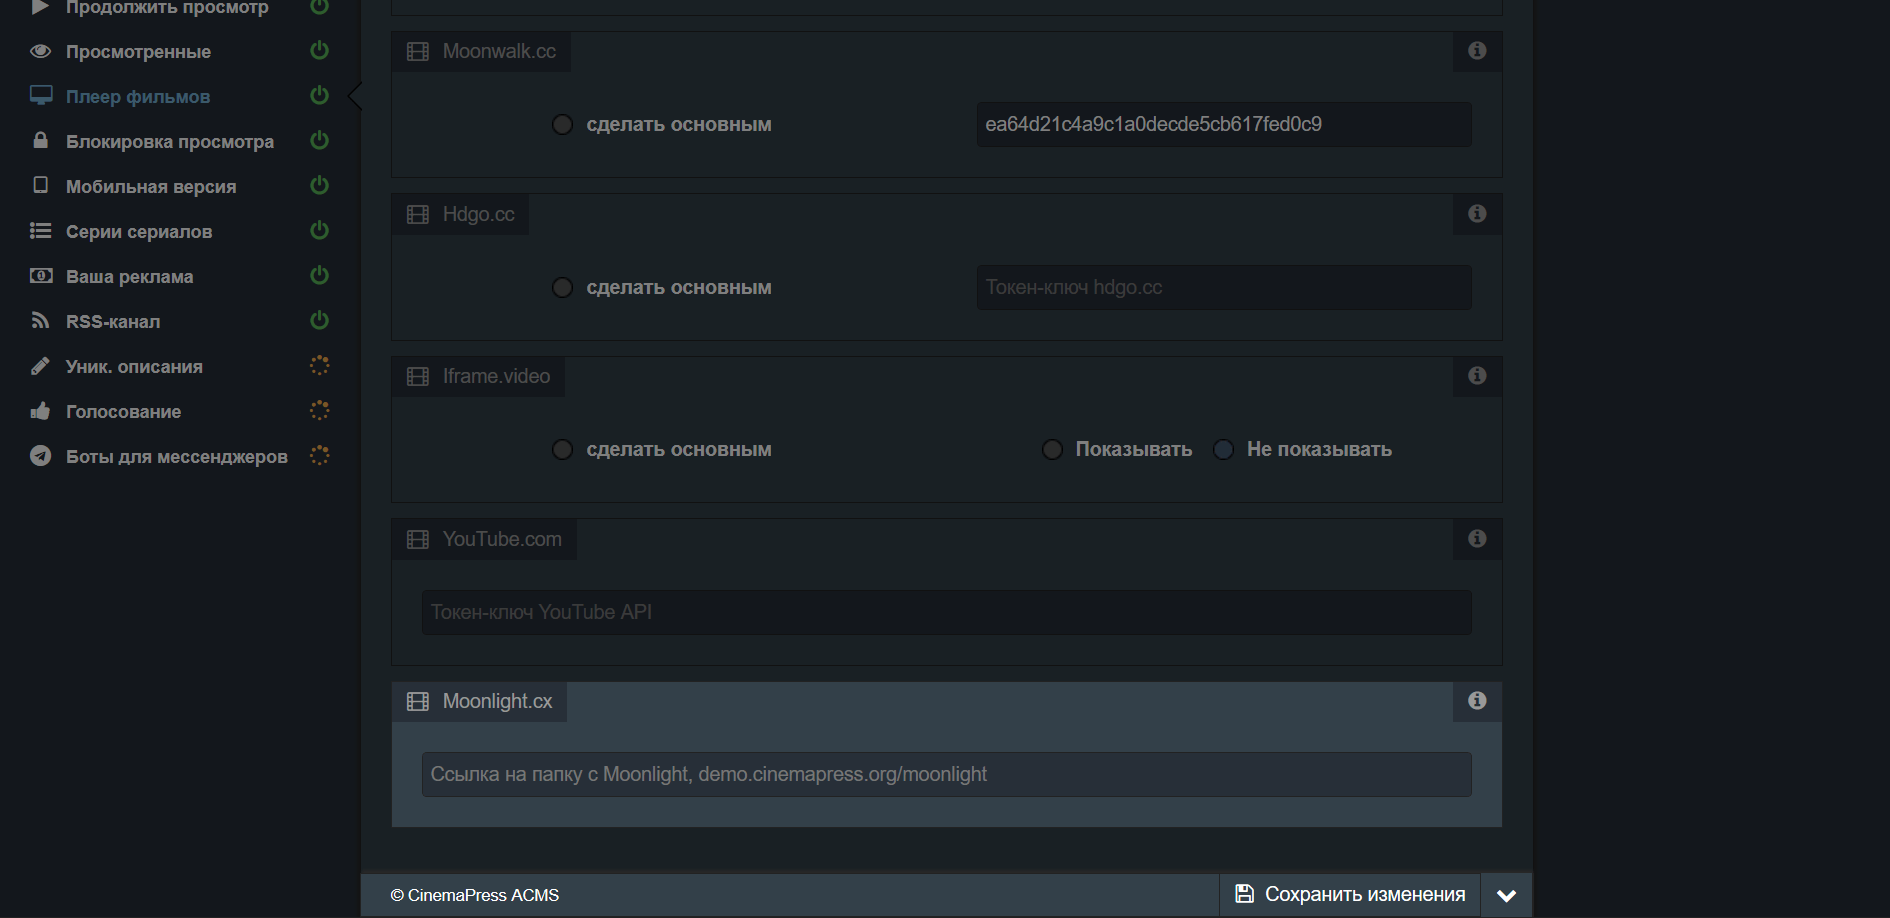 Продолжить просмотр
Просмотренные
Плеер фильмов
Блокировка просмотра
Мобильная версия
Серии сериалов
Ваша реклама
RSS-канал
Уник. описания
Голосование
Боты для мессенджеров
Moonwalk.cc
сделать основным
ea64d21c4a9c1a0decde5cb617fed0c9
Hdgo.cc
сделать основным
Токен-ключ hdgo.cc
Iframe.video
сделать основным
Показывать
Не показывать
YouTube.com
Токен-ключ YouTube API
Moonlight.cx
Ссылка на папку с Moonlight, demo.cinemapress.org/moonlight
© CinemaPress ACMS
Сохранить изменения